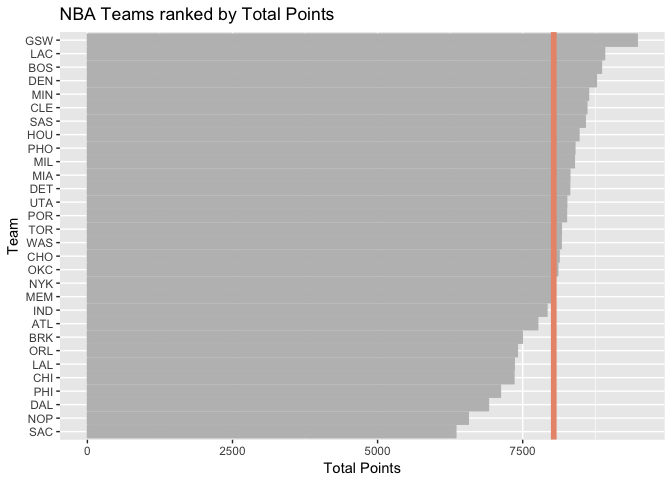 NBA Teams ranked by Total Points
GSW
LAC
BOS
DEN
MIN
CLE
SAS
HOU
PHO
MIL
MIA
DET
UTA
POR
TOR
WAS
CHO
OKC
NYK
MEM
IND
ATL
BRK
ORL
LAL
CHI
PHI
DAL
NOP
SAC
Team
0 2500 5000 7500
Total Points